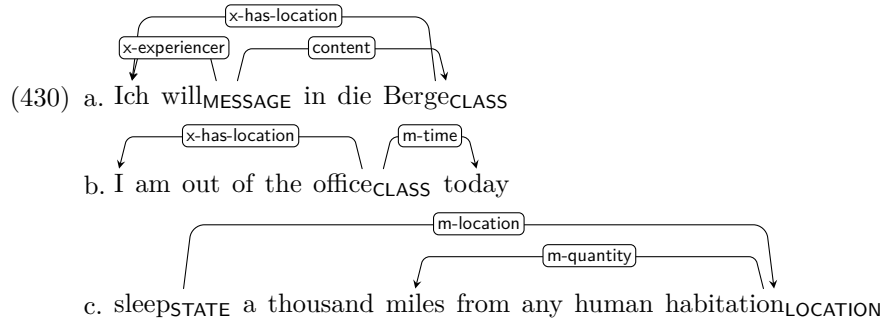 x-has-location
x-experiencer content
(430) a. Ich will MESSAGE in die Berge CLASS
x-has-location m-time
b. I am out of the office CLASS today
m-location
m-quantity
c. sleep STATE a thousand miles from any human habitation LOCATION